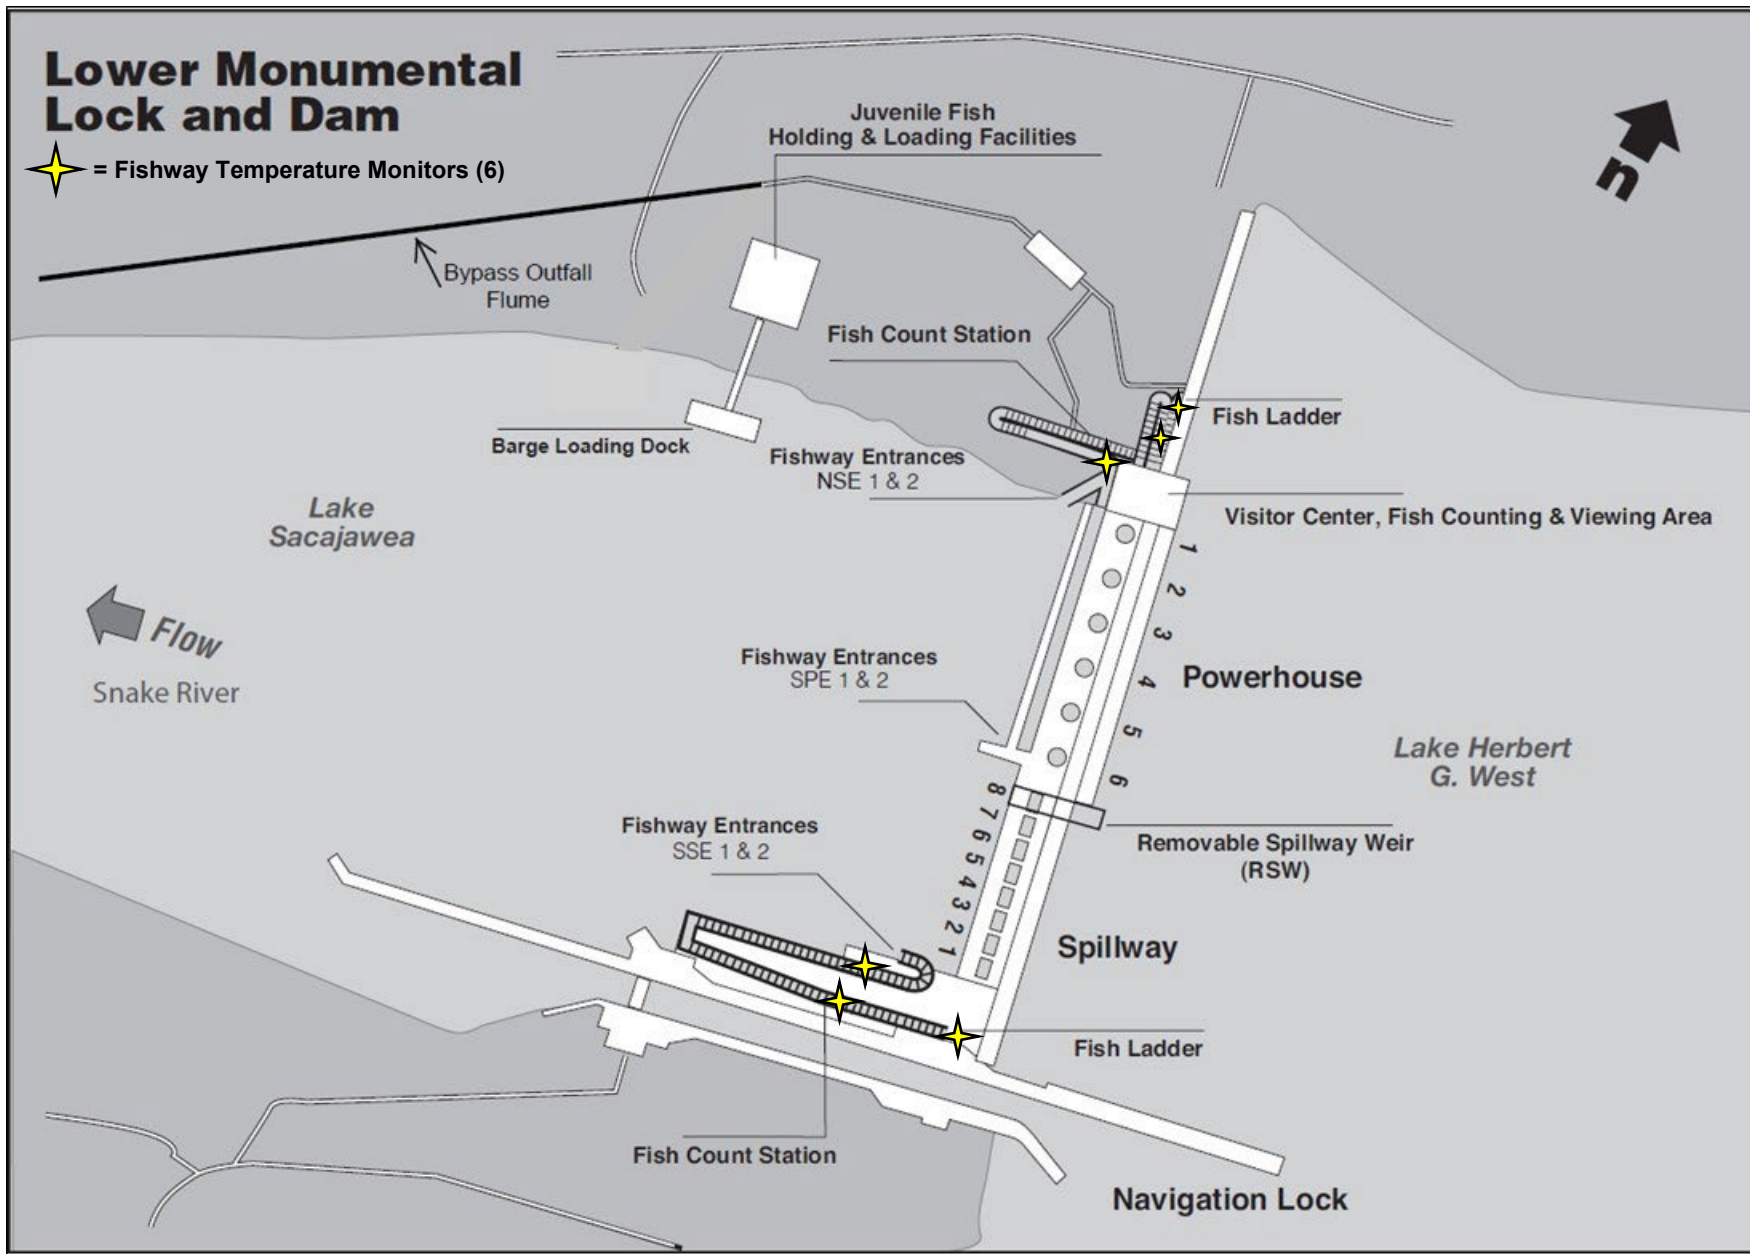 Lower Monumental
Lock and Dam
= Fishway Temperature Monitors (6)
Juvenile Fish
Holding & Loading Facilities
n
Bypass Outfall
Flume
Fish Count Station
Fish Ladder
Barge Loading Dock
Fishway Entrances
NSE 1 & 2
Visitor Center, Fish Counting & Viewing Area
Lake
Sacajawea
1
2
3
4
5
6
Flow
Snake River
Fishway Entrances
SPE 1 & 2
Powerhouse
Lake Herbert
G. West
8
7
6
5
4
3
2
1
Removable Spillway Weir
(RSW)
Fishway Entrances
SSE 1 & 2
Spillway
Fish Ladder
Fish Count Station
Navigation Lock